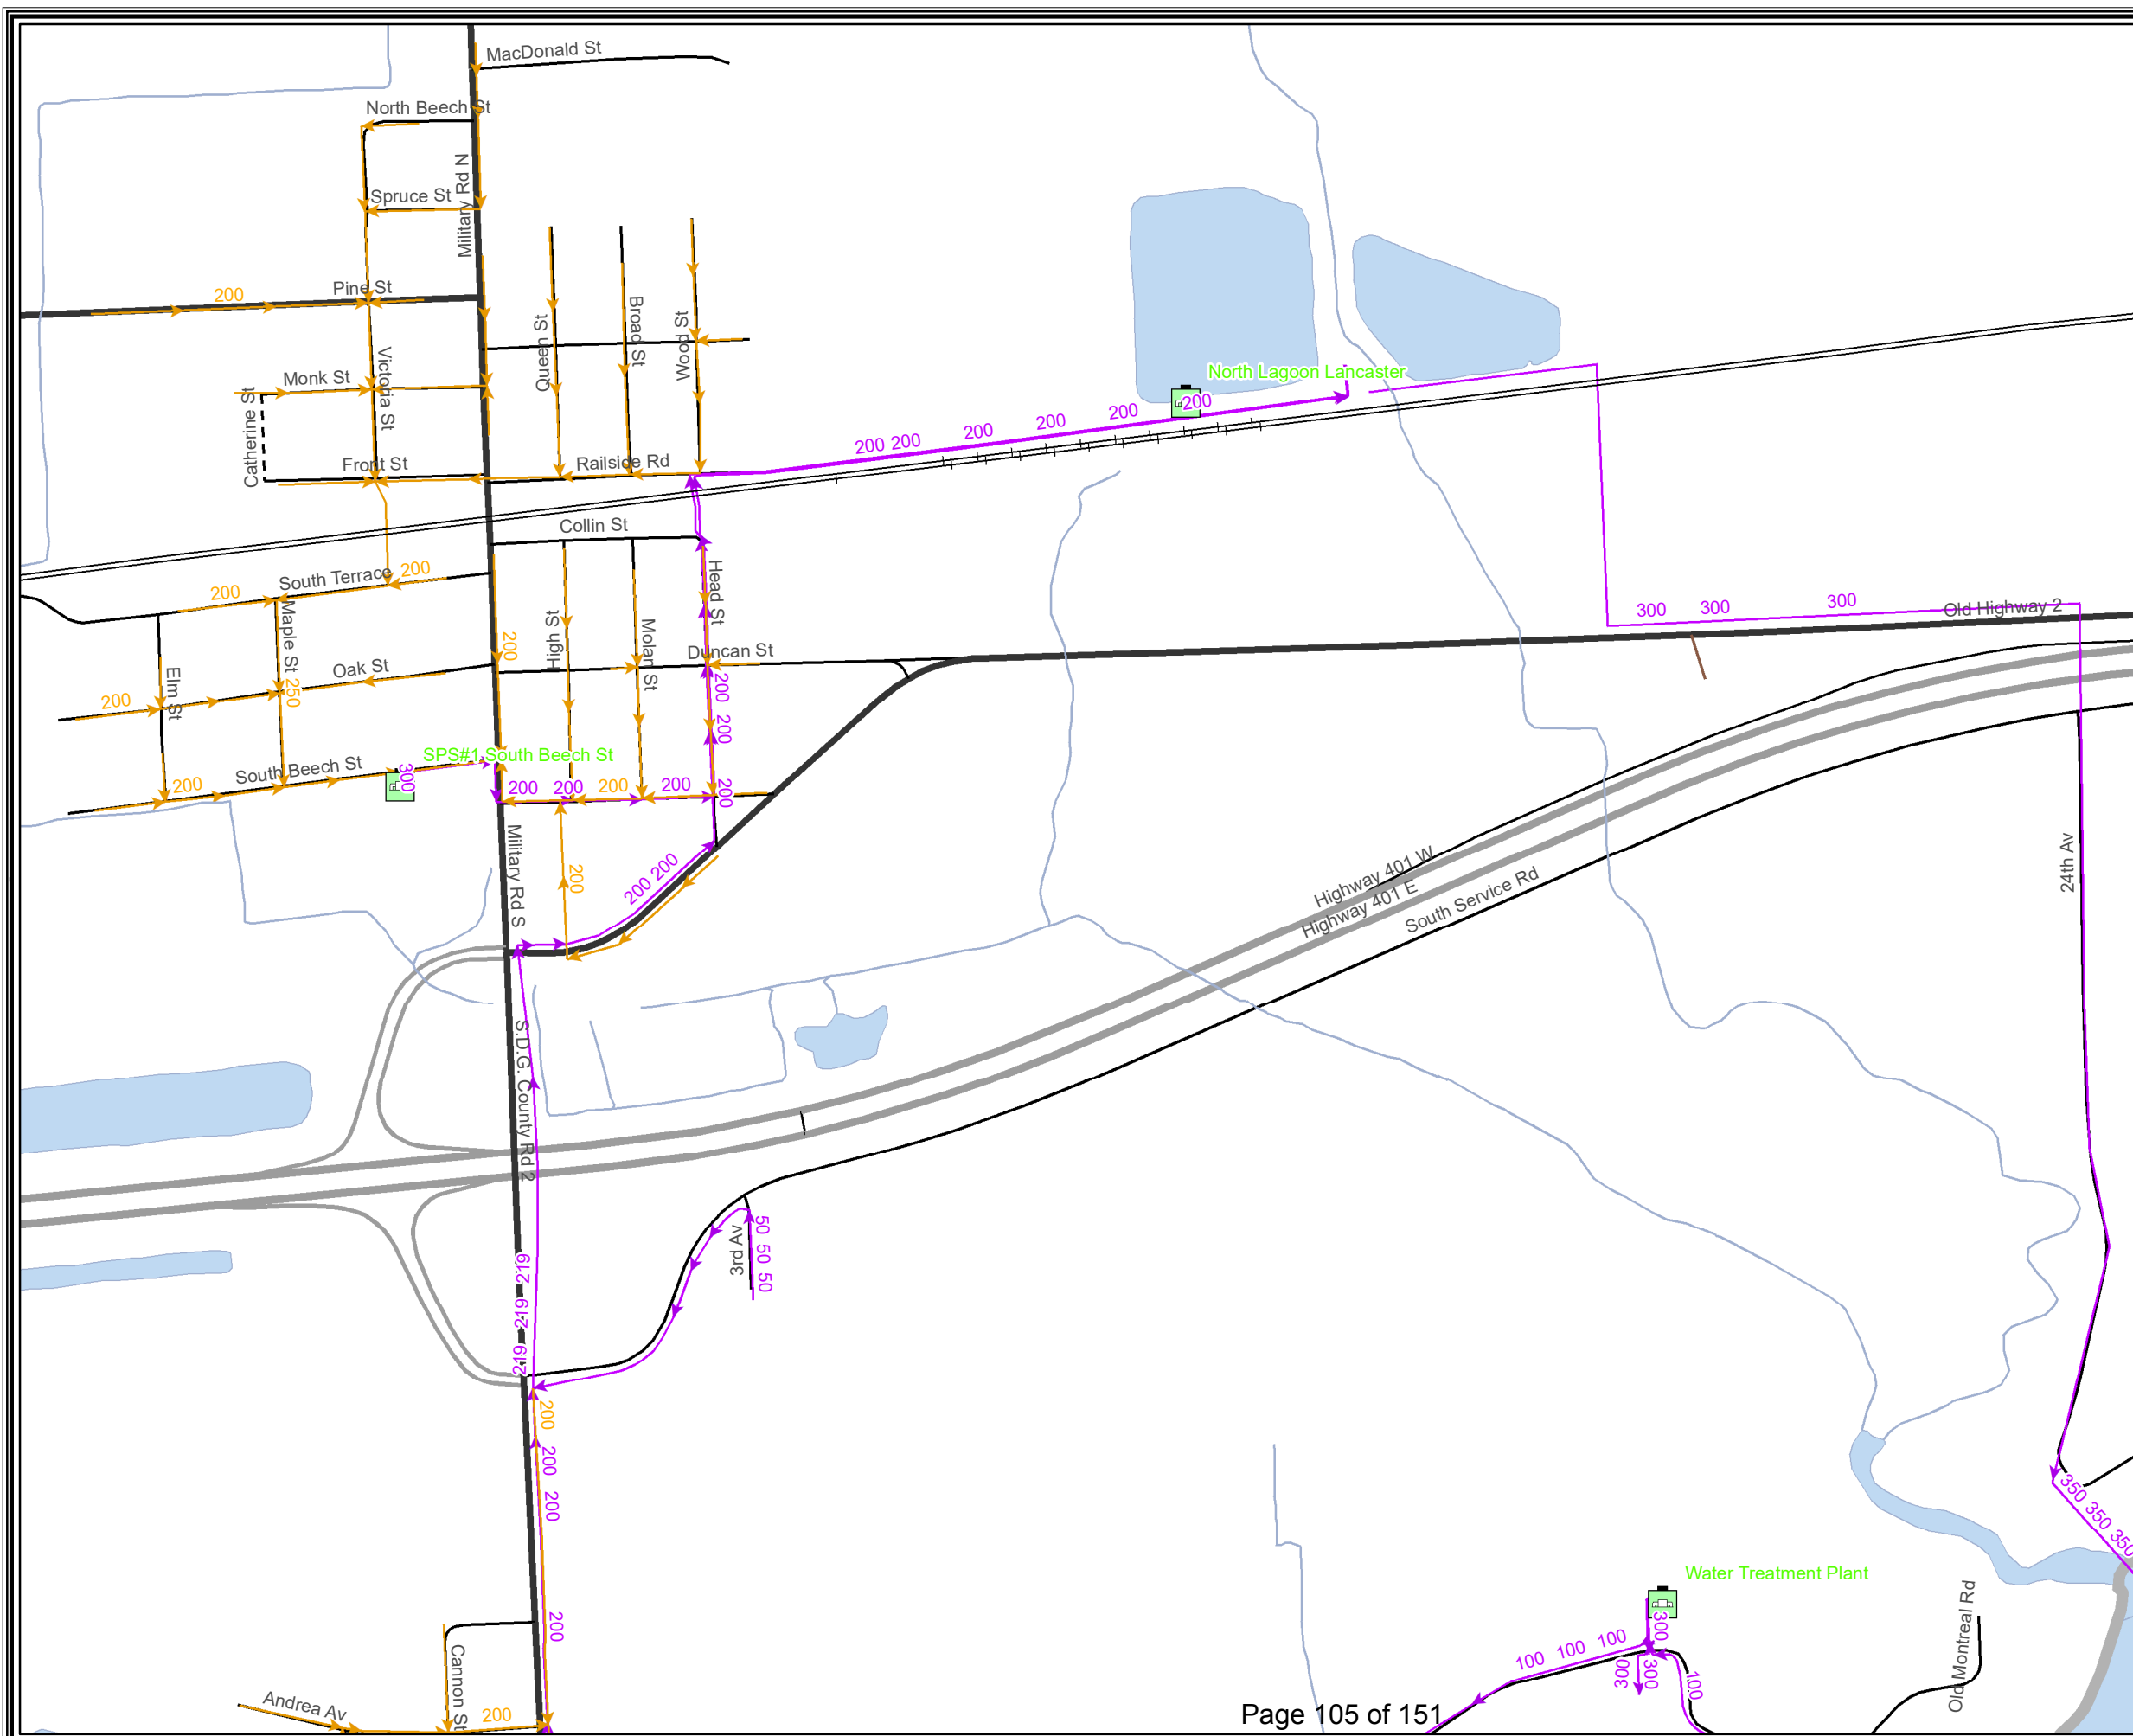 MacDonald St
North Beech St
Military Rd N
Spruce St
Pine St
200
Queen St
Broad St
Wood St
Monk St
Victoria St
Catherine St
Front St
Railside Rd
North Lagoon Lancaster
200 200 200 200 200 200
Collin St
South Terrace
200
200
Maple St
Head St
300 300 300
Old Highway 2
200
High St
Molan St
Duncan St
Oak St
Elm St
200
250
200
200
SPS#1 South Beech St
South Beech St
300
200
200 200 200 200
200
Military Rd S
200
200 200
Highway 401 W
Highway 401 E
South Service Rd
24th Av
S.D.G. County Rd 2
3rd Av
50 50 50
219 219 219
200
200
200
200
350 350 350
Water Treatment Plant
300
100 100 100
300
300
100
Old Montreal Rd
Cannon St
Andrea Av
200
Page 105 of 151